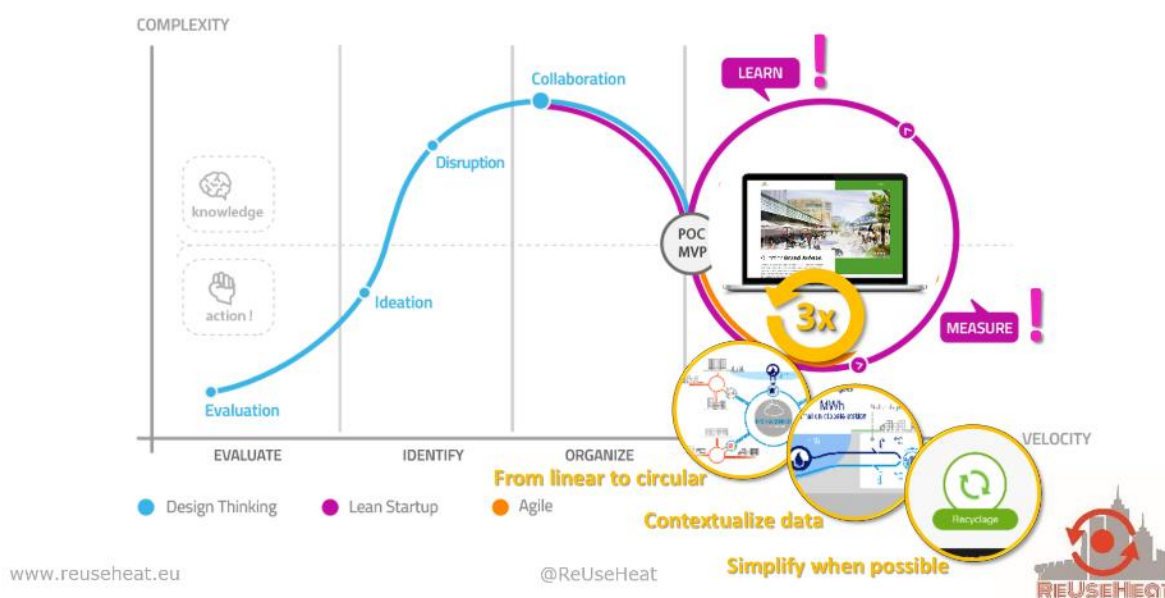 COMPLEXITY
Collaboration
LEARN !
Disruption
knowledge
POC
MVP
action !
Ideation
3x
MEASURE !
Evaluation
MWh
VELOCITY
EVALUATE
IDENTIFY
ORGANIZE
From linear to circular
Design Thinking
Lean Startup
Agile
Contextualize data
Recyclage
Simplify when possible
www.reuseheat.eu
@ReUseHeat
REUSEHEAT